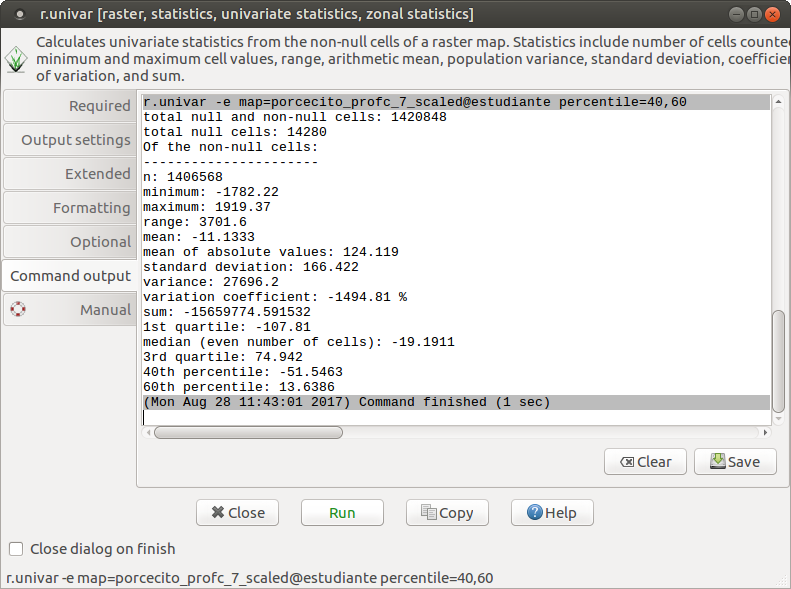 r.univar [raster, statistics, univariate statistics, zonal statistics]
Calculates univariate statistics from the non-null cells of a raster map. Statistics include number of cells counte
minimum and maximum cell values, range, arithmetic mean, population variance, standard deviation, coefficien
of variation, and sum.
Required
Output settings
Extended
Formatting
Optional
Command output
Manual
r.univar -e map=porcecito_profc_7_scaled@estudiante percentile=40,60
total null and non-null cells: 1420848
total null cells: 14280
Of the non-null cells:
----------------------
n: 1406568
minimum: -1782.22
maximum: 1919.37
range: 3701.6
mean: -11.1333
mean of absolute values: 124.119
standard deviation: 166.422
variance: 27696.2
variation coefficient: -1494.81 %
sum: -15659774.591532
1st quartile: -107.81
median (even number of cells): -19.1911
3rd quartile: 74.942
40th percentile: -51.5463
60th percentile: 13.6386
(Mon Aug 28 11:43:01 2017) Command finished (1 sec)
Clear
Save
Close
Run
Copy
Help
Close dialog on finish
r.univar -e map=porcecito_profc_7_scaled@estudiante percentile=40,60